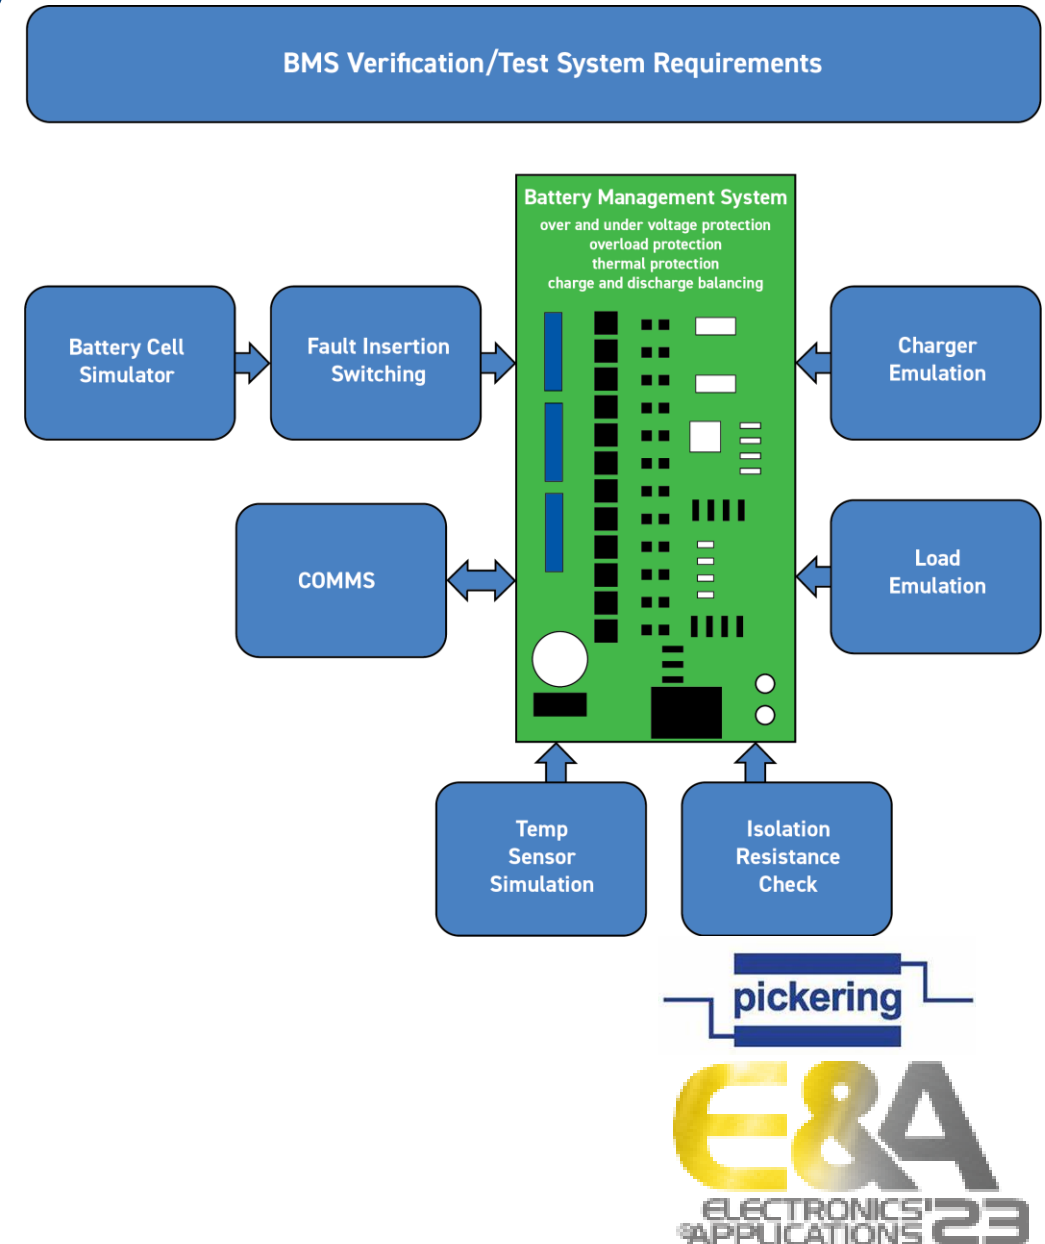 BMS Verification/Test System Requirements
Battery Management System
over and under voltage protection
overload protection
thermal protection
charge and discharge balancing
Battery Cell
Simulator
Fault Insertion
Switching
Charger
Emulation
COMMS
Load
Emulation
Temp
Sensor
Simulation
Isolation
Resistance
Check
pickering
E&A
ELECTRONICS'23
&APPLICATIONS